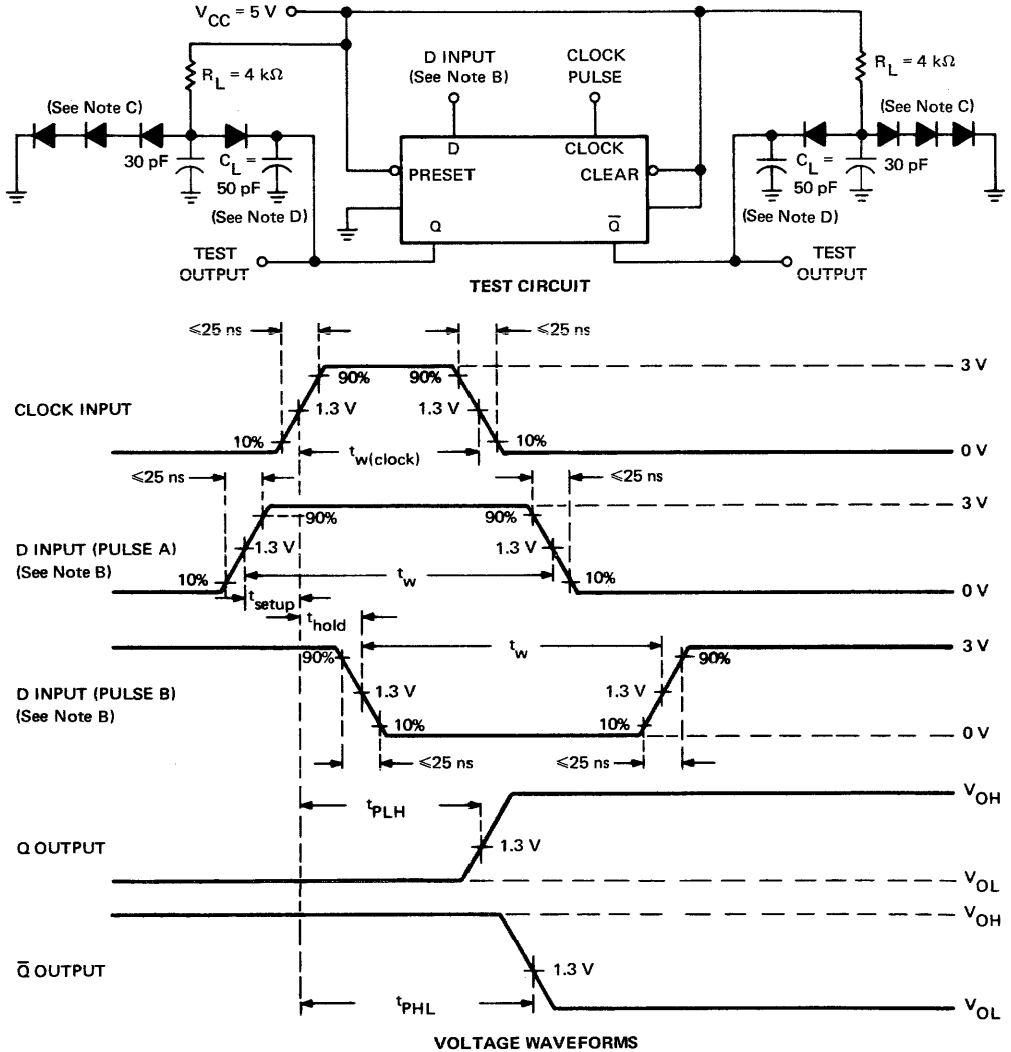 V_CC = 5 V
R_L = 4 kΩ
D INPUT
(See Note B)
CLOCK
PULSE
R_L = 4 kΩ
(See Note C)
(See Note C)
30 pF
C_L =
50 pF
(See Note D)
D
CLOCK
PRESET
CLEAR
Q
Q̅
C_L =
50 pF
30 pF
(See Note D)
TEST
OUTPUT
TEST
OUTPUT
TEST CIRCUIT
≤25 ns
≤25 ns
3 V
90%
90%
CLOCK INPUT
1.3 V
1.3 V
10%
10%
t_w(clock)
0 V
≤25 ns
≤25 ns
3 V
90%
90%
D INPUT (PULSE A)
(See Note B)
1.3 V
1.3 V
10%
t_w
10%
0 V
t_setup
t_hold
t_w
3 V
90%
90%
D INPUT (PULSE B)
(See Note B)
1.3 V
1.3 V
10%
10%
0 V
≤25 ns
≤25 ns
t_PLH
V_OH
Q OUTPUT
1.3 V
V_OL
V_OH
Q̅ OUTPUT
1.3 V
t_PHL
V_OL
VOLTAGE WAVEFORMS